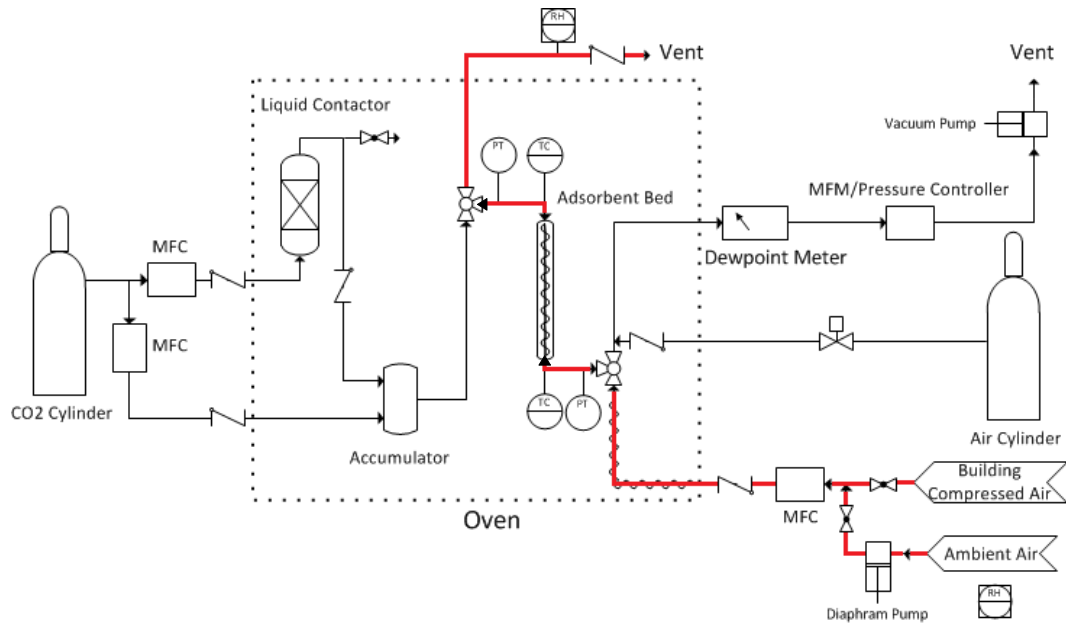 RH
Vent
Vent
Liquid Contactor
Vacuum Pump
PT
TC
Adsorbent Bed
MFM/Pressure Controller
MFC
Dewpoint Meter
MFC
CO2 Cylinder
TC
PT
Accumulator
Air Cylinder
Building
Compressed Air
Oven
MFC
Ambient Air
RH
Diaphram Pump